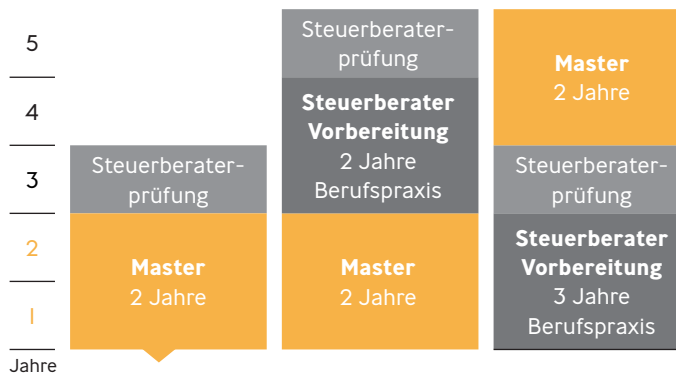 5
4
3
2
1
Jahre
Steuerberater-
prüfung
Master
2 Jahre
Steuerberater-
prüfung
Steuerberater
Vorbereitung
2 Jahre
Berufspraxis
Master
2 Jahre
Master
2 Jahre
Steuerberater-
prüfung
Steuerberater
Vorbereitung
3 Jahre
Berufspraxis